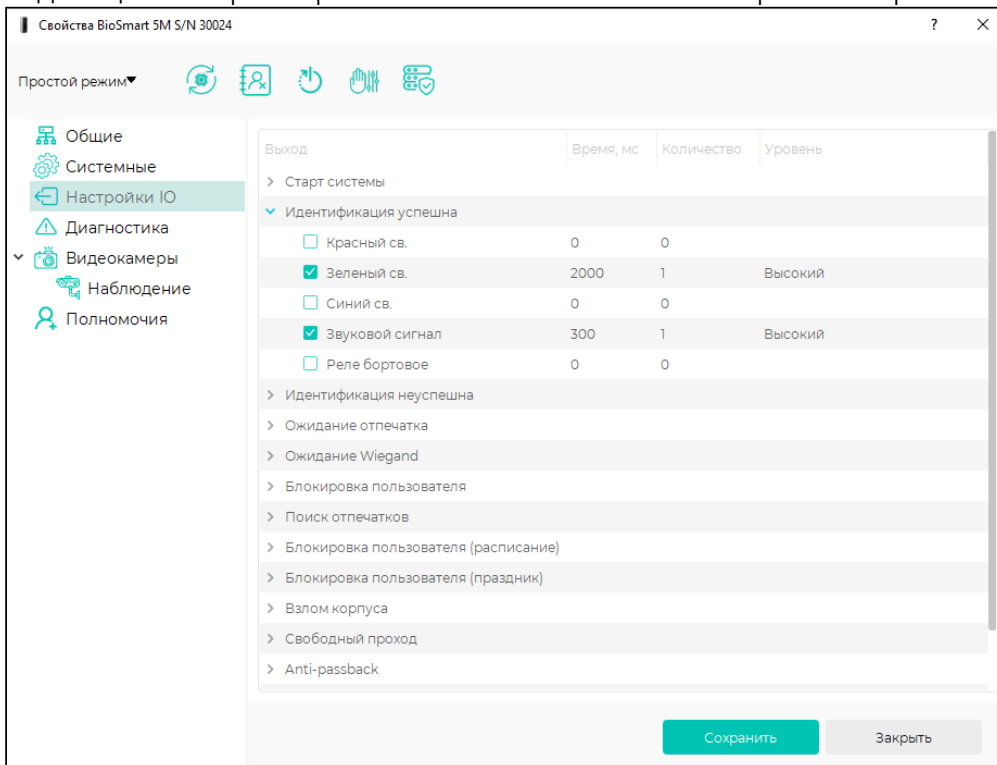 Свойства BioSmart 5M S/N 30024
?
Простой режим
Общие
Системные
Настройки IO
Диагностика
Видеокамеры
Наблюдение
Полномочия
Выход Время, мс Количество Уровень
Старт системы
Идентификация успешна
Красный св. 0 0
Зеленый св. 2000 1 Высокий
Синий св. 0 0
Звуковой сигнал 300 1 Высокий
Реле бортовое 0 0
Идентификация неуспешна
Ожидание отпечатка
Ожидание Wiegand
Блокировка пользователя
Поиск отпечатков
Блокировка пользователя (расписание)
Блокировка пользователя (праздник)
Взлом корпуса
Свободный проход
Anti-passback
Сохранить Закрыть